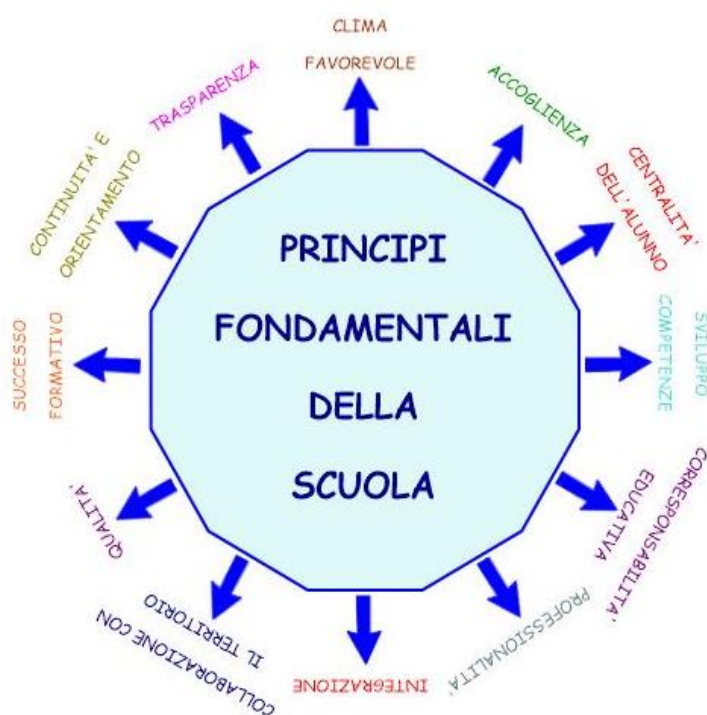 PRINCIPI
FONDAMENTALI
DELLA
SCUOLA
CLIMA
FAVOREVOLE
ACCOGLIENZA
CENTRALITA'
DELL'ALUNNO
SVILUPPO
COMPETENZE
CORRESPONSABILITA'
EDUCATIVA
PROFESSIONALITA'
INTEGRAZIONE
COLLABORAZIONE CON
IL TERRITORIO
QUALITA'
SUCCESSO
FORMATIVO
CONTINUITA' E
ORIENTAMENTO
TRASPARENZA